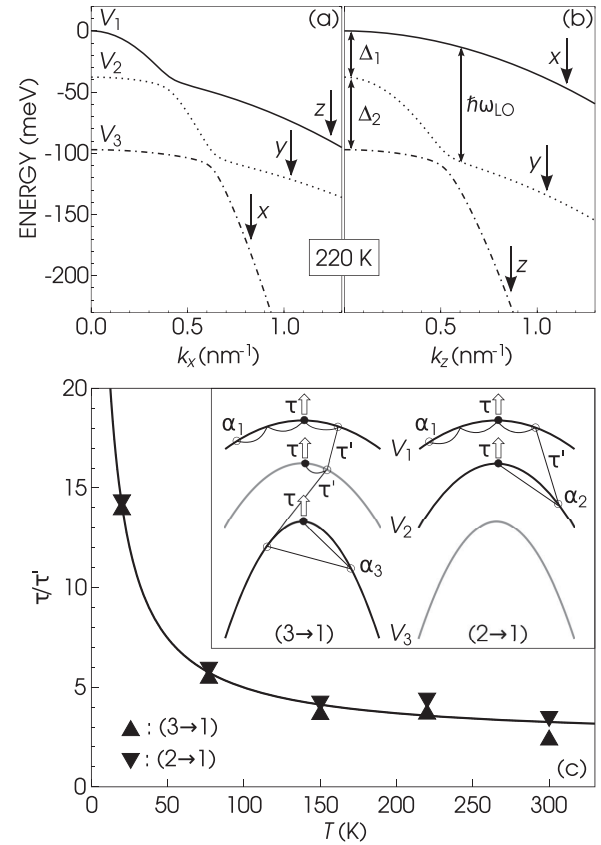 V₁ (a) (b)
0
V₂ Δ₁ x
-50
z
V₃ y Δ₂ ħω_LO
-100
y
-150
x
-200 220 K z
ENERGY (meV)
0.0 0.5 1.0 0.5 1.0
kₓ(nm⁻¹) k_z(nm⁻¹)
20
τ τ
α₁ α₁
τ V₁ τ
τ' τ'
15
τ' α₂
τ
V₂
α₃
10
(3→1) V₃ (2→1)
τ/τ'
5
▲: (3→1)
▼: (2→1) (c)
0
0 50 100 150 200 250 300
T(K)